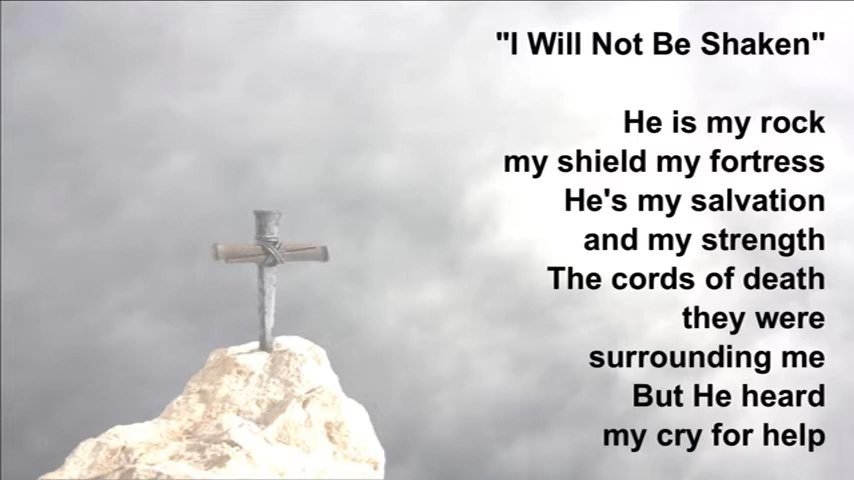 "I Will Not Be Shaken"
He is my rock
my shield my fortress
He's my salvation
and my strength
The cords of death
they were
surrounding me
But He heard
my cry for help